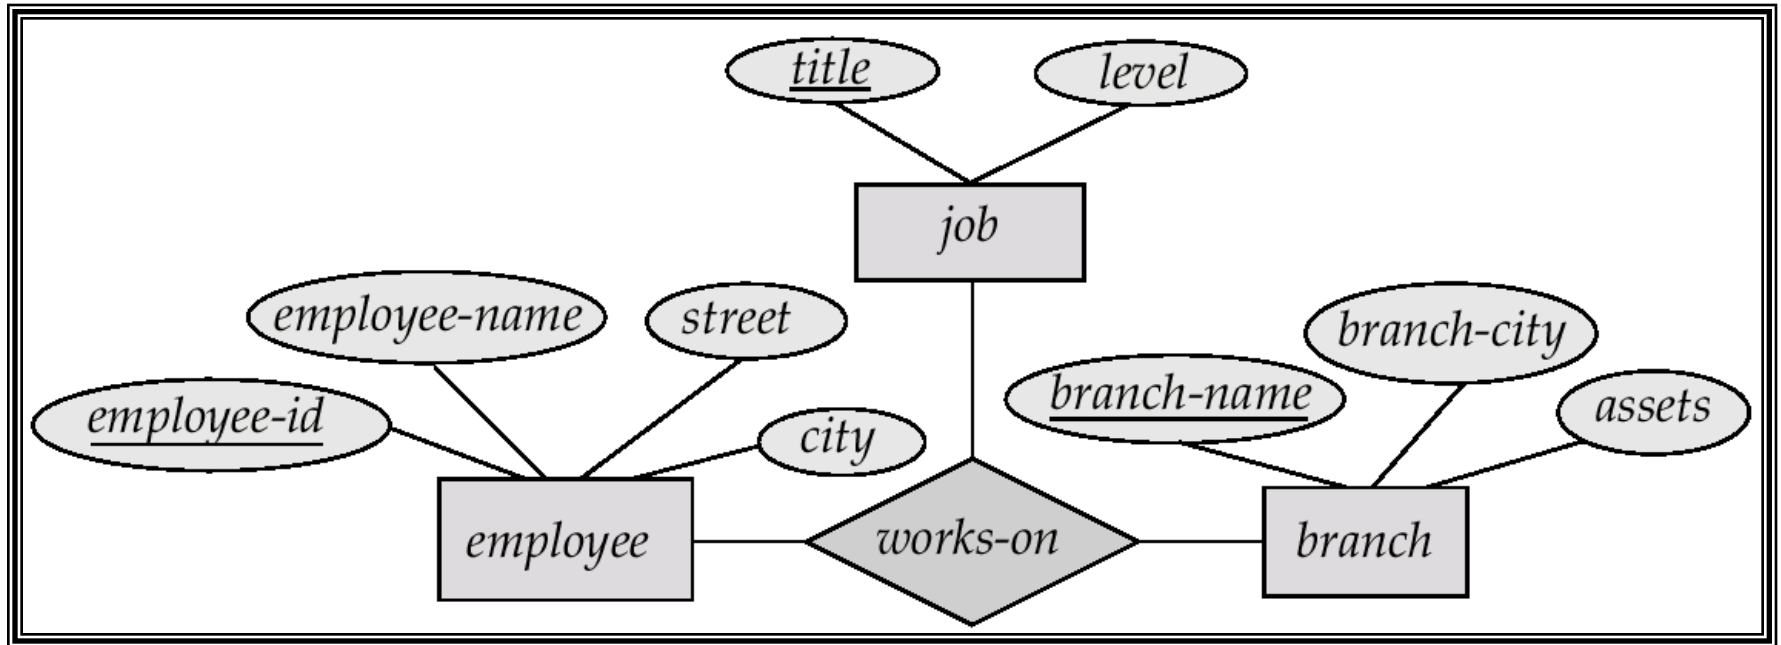 title
level
job
employee-name
street
branch-city
employee-id
branch-name
assets
city
employee
works-on
branch